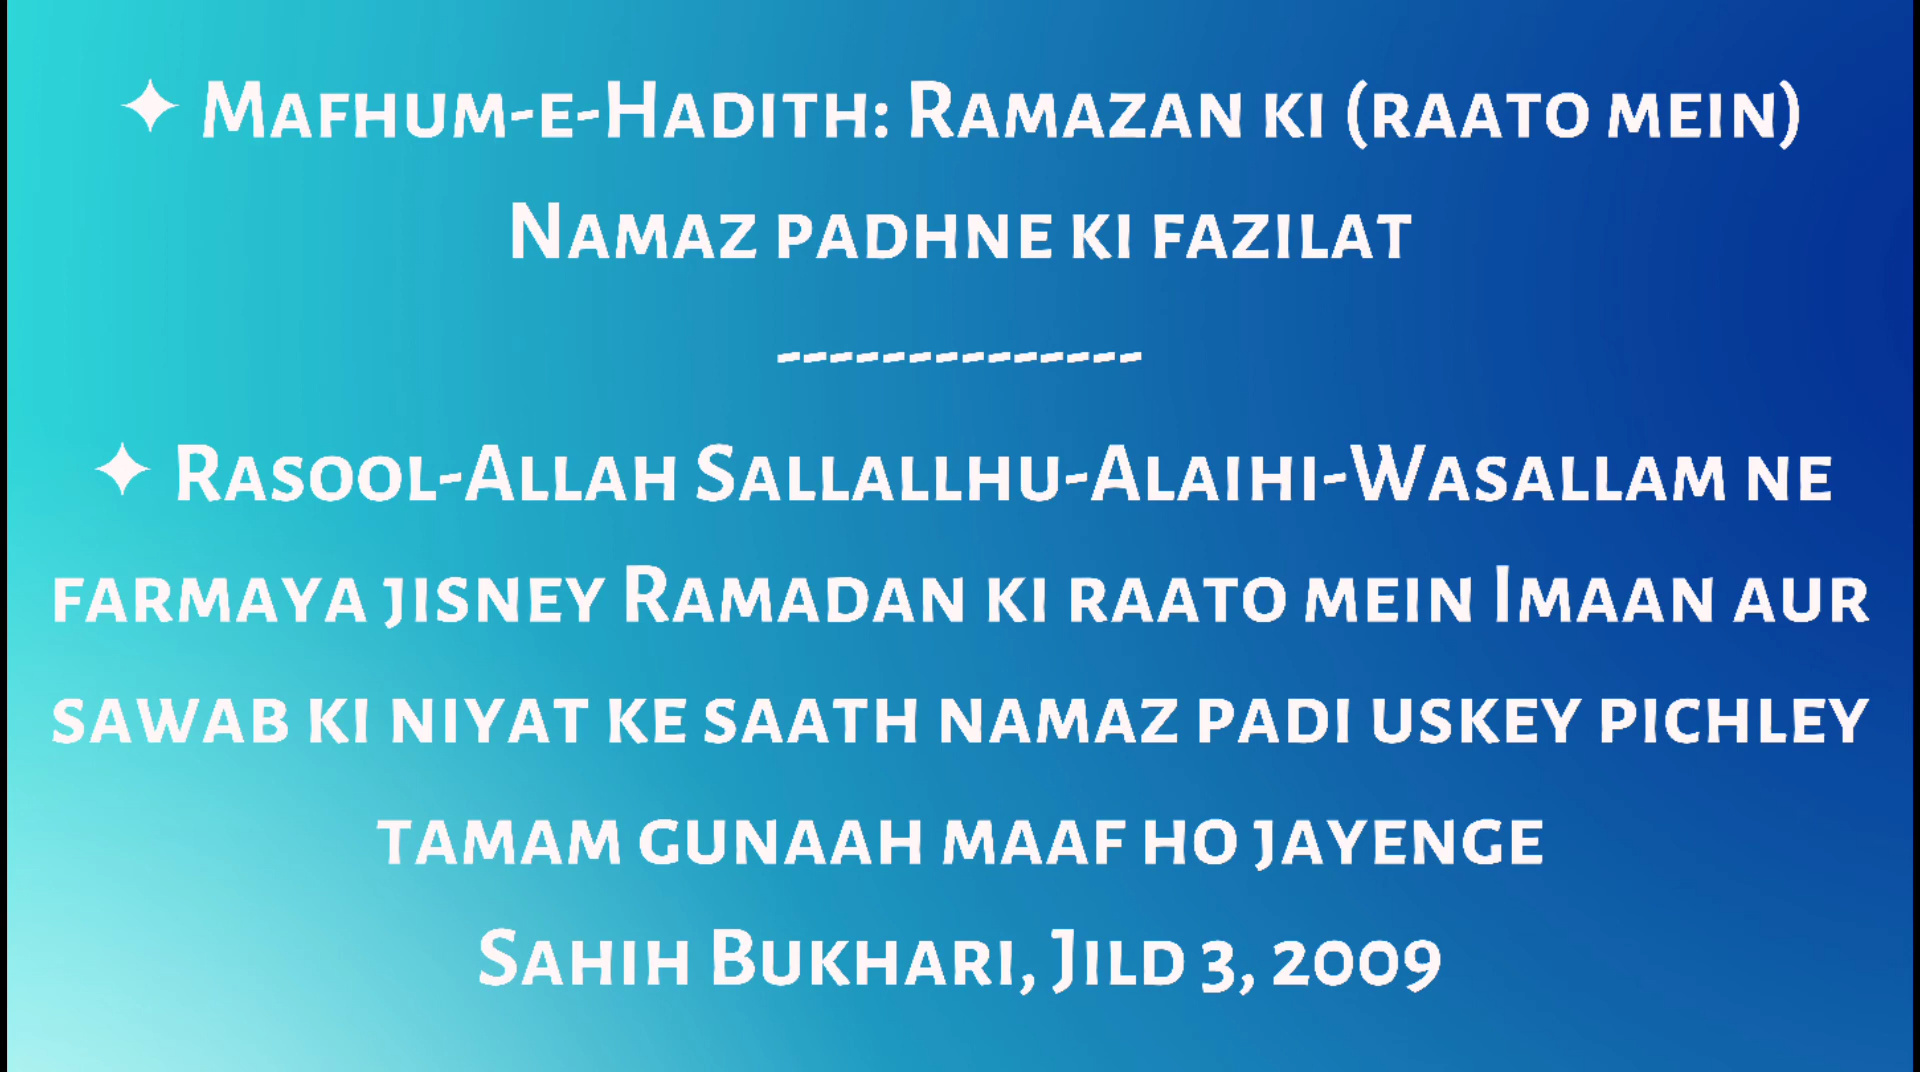 ✦ Mafhum-e-Hadith: Ramazan ki (raato mein)
Namaz padhne ki fazilat
--------------
✦ Rasool-Allah Sallallhu-Alaihi-Wasallam ne
farmaya jisney Ramadan ki raato mein Imaan aur
sawab ki niyat ke saath namaz padi uskey pichley
tamam gunaah maaf ho jayenge
Sahih Bukhari, Jild 3, 2009